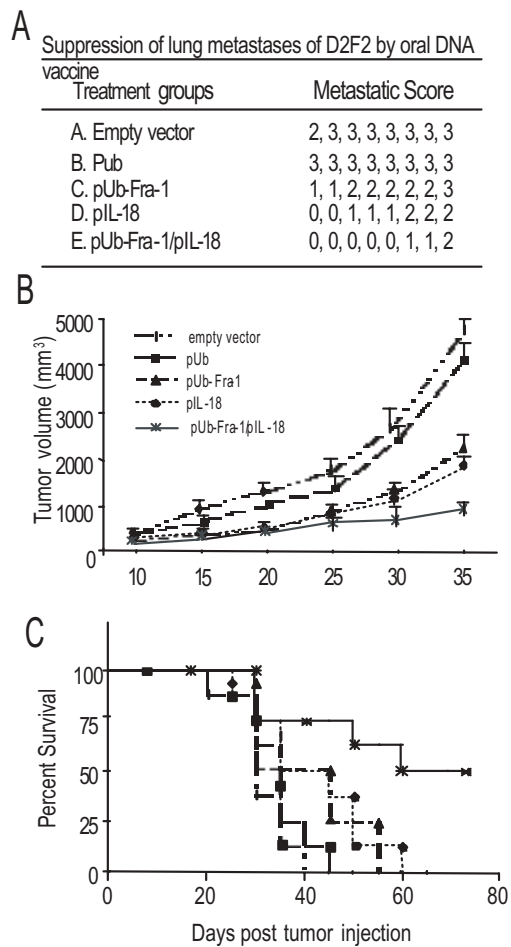 A
Suppression of lung metastases of D2F2 by oral DNA
vaccine
Treatment groups Metastatic Score
A. Empty vector 2, 3, 3, 3, 3, 3, 3, 3
B. Pub 3, 3, 3, 3, 3, 3, 3, 3
C. pUb-Fra-1 1, 1, 2, 2, 2, 2, 2, 3
D. pIL-18 0, 0, 1, 1, 1, 2, 2, 2
E. pUb-Fra-1/pIL-18 0, 0, 0, 0, 0, 1, 1, 2
B
Tumor volume (mm³)
5000
4000
3000
2000
1000
0
empty vector
pUb
pUb-Fra1
pIL-18
pUb-Fra-1/pIL-18
10 15 20 25 30 35
C
Percent Survival
100
75
50
25
0
0 20 40 60 80
Days post tumor injection